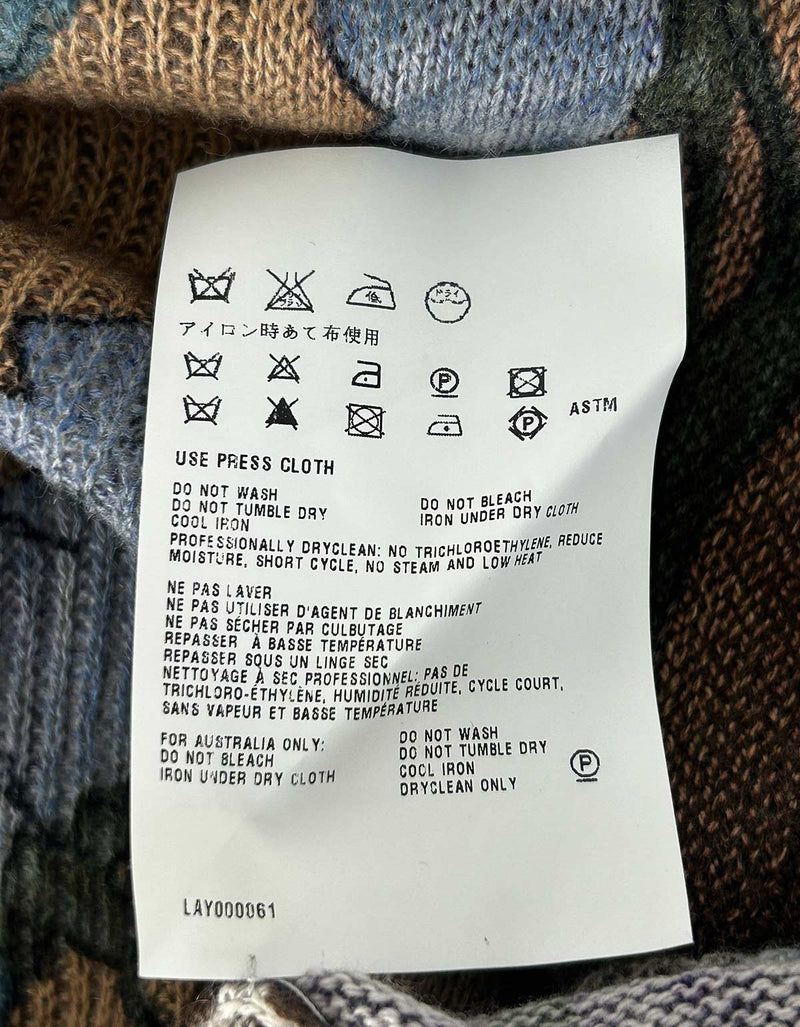 低 ドライ
アイロン時あて布使用
P
P ASTM
USE PRESS CLOTH
DO NOT WASH DO NOT BLEACH
DO NOT TUMBLE DRY IRON UNDER DRY CLOTH
COOL IRON
PROFESSIONALLY DRYCLEAN: NO TRICHLOROETHYLENE, REDUCE
MOISTURE, SHORT CYCLE, NO STEAM AND LOW HEAT
NE PAS LAVER
NE PAS UTILISER D'AGENT DE BLANCHIMENT
NE PAS SÉCHER PAR CULBUTAGE
REPASSER À BASSE TEMPÉRATURE
REPASSER SOUS UN LINGE SEC
NETTOYAGE À SEC PROFESSIONNEL: PAS DE
TRICHLORO-ÉTHYLÈNE, HUMIDITÉ RÉDUITE, CYCLE COURT,
SANS VAPEUR ET BASSE TEMPÉRATURE
FOR AUSTRALIA ONLY:
DO NOT BLEACH
IRON UNDER DRY CLOTH
DO NOT WASH
DO NOT TUMBLE DRY
COOL IRON
DRYCLEAN ONLY
P
LAY000061